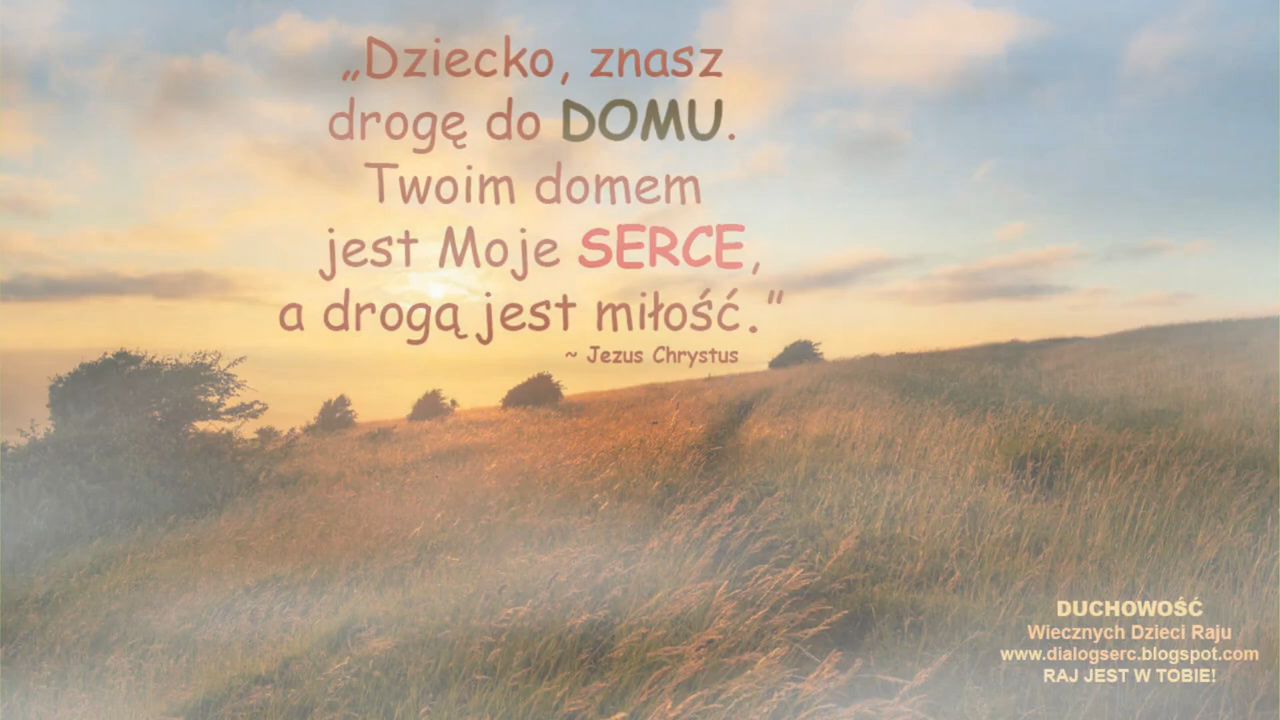 „Dziecko, znasz
drogę do DOMU.
Twoim domem
jest Moje SERCE,
a drogą jest miłość."
~ Jezus Chrystus
DUCHOWOŚĆ
Wiecznych Dzieci Raju
www.dialogserc.blogspot.com
RAJ JEST W TOBIE!